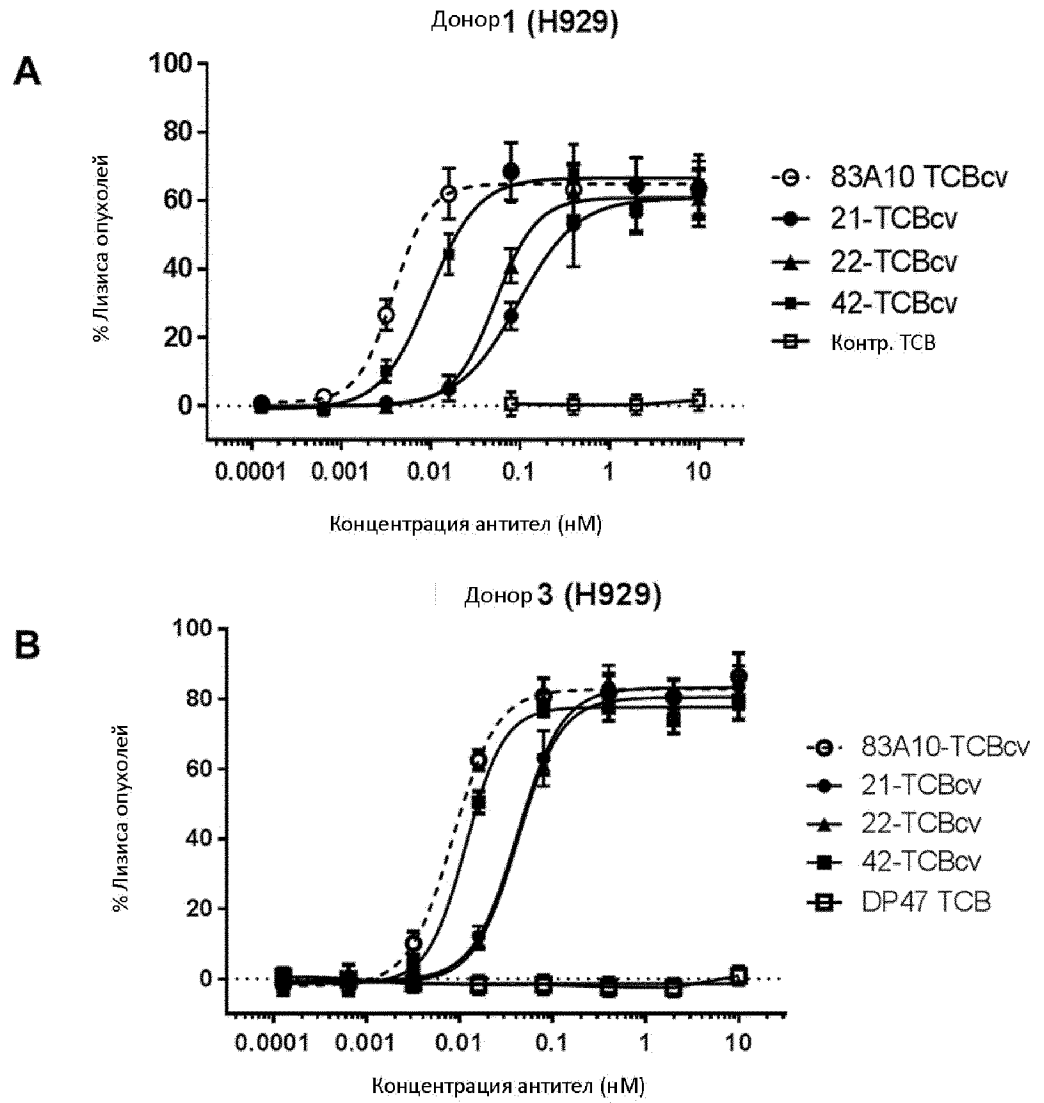 Донор 1 (H929)
A
100
80
60
40
20
0
% Лизиса опухолей
0.0001 0.001 0.01 0.1 1 10
Концентрация антител (нМ)
83A10 TCBcv
21-TCBcv
22-TCBcv
42-TCBcv
Контр. TCB
Донор 3 (H929)
B
100
80
60
40
20
0
% Лизиса опухолей
0.0001 0.001 0.01 0.1 1 10
Концентрация антител (нМ)
83A10-TCBcv
21-TCBcv
22-TCBcv
42-TCBcv
DP47 TCB